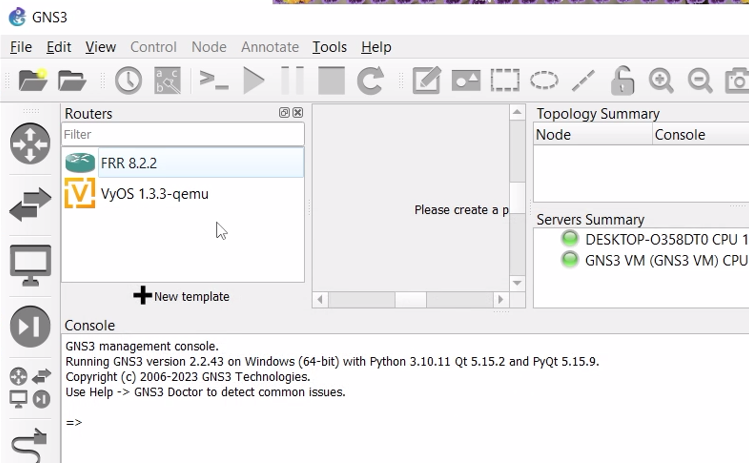 GNS3
File Edit View Control Node Annotate Tools Help
Routers
Filter
FRR 8.2.2
VyOS 1.3.3-qemu
New template
Please create a p
Topology Summary
Node Console
Servers Summary
DESKTOP-O358DT0 CPU 1
GNS3 VM (GNS3 VM) CPU
Console
GNS3 management console.
Running GNS3 version 2.2.43 on Windows (64-bit) with Python 3.10.11 Qt 5.15.2 and PyQt 5.15.9.
Copyright (c) 2006-2023 GNS3 Technologies.
Use Help -> GNS3 Doctor to detect common issues.
=>